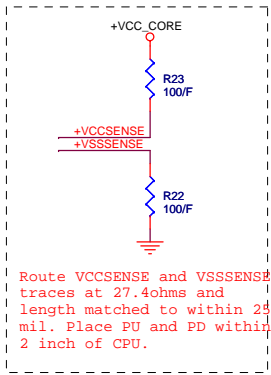 +VCC_CORE
R23
100/F
+VCCSENSE
+VSSSENSE
R22
100/F
Route VCCSENSE and VSSSENSE
traces at 27.4ohms and
length matched to within 25
mil. Place PU and PD within
2 inch of CPU.